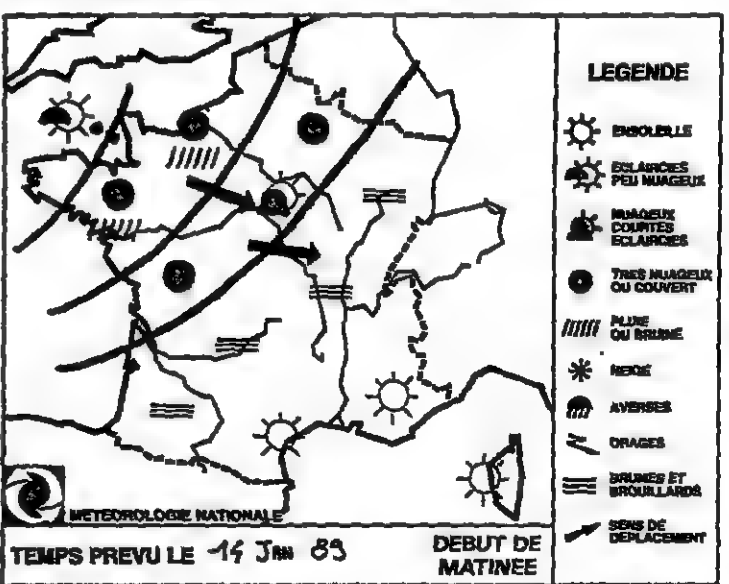 LEGENDE
ENSOLEILLE
ECLAIRCIES
PEU NUAGEUX
NUAGEUX
COURTES
ECLAIRCIES
TRES NUAGEUX
OU COUVERT
PLUIE
OU BRUINE
NEIGE
AVERSES
ORAGES
BRUMES ET
BROUILLARDS
SENS DE
DEPLACEMENT
METEOROLOGIE NATIONALE
TEMPS PREVU LE 14 JAN 89
DEBUT DE
MATINEE